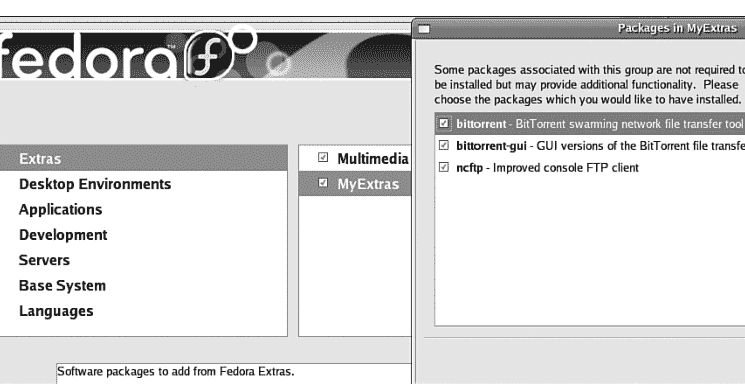 fedora f
Packages in MyExtras
Some packages associated with this group are not required to
be installed but may provide additional functionality. Please
choose the packages which you would like to have installed.
bittorrent - BitTorrent swarming network file transfer tool
bittorrent-gui - GUI versions of the BitTorrent file transfe
ncftp - Improved console FTP client
Extras
Desktop Environments
Applications
Development
Servers
Base System
Languages
Multimedia
MyExtras
Software packages to add from Fedora Extras.